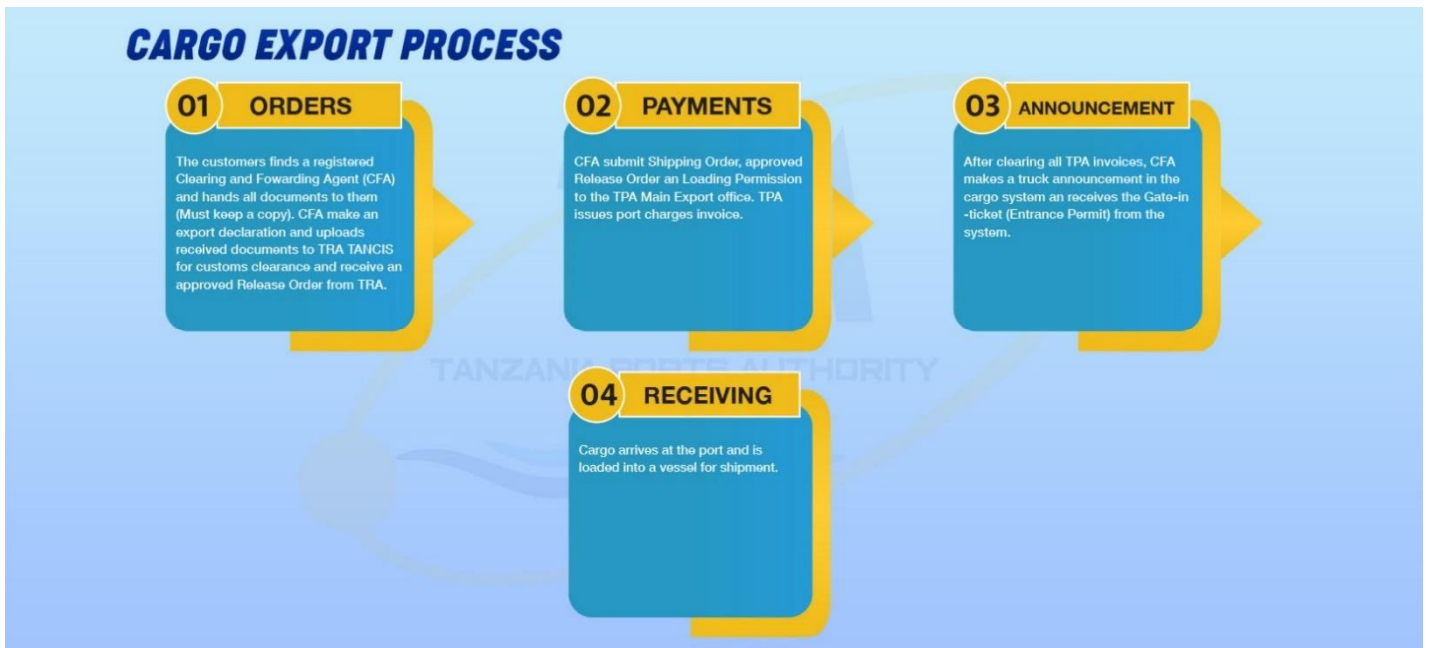 CARGO EXPORT PROCESS
01 ORDERS
The customers finds a registered
Clearing and Fowarding Agent (CFA)
and hands all documents to them
(Must keep a copy). CFA make an
export declaration and uploads
received documents to TRA TANCIS
for customs clearance and receive an
approved Release Order from TRA.
02 PAYMENTS
CFA submit Shipping Order, approved
Release Order an Loading Permission
to the TPA Main Export office. TPA
issues port charges invoice.
03 ANNOUNCEMENT
After clearing all TPA invoices, CFA
makes a truck announcement in the
cargo system an receives the Gate-in
-ticket (Entrance Permit) from the
system.
TANZANIA PORTS AUTHORITY
04 RECEIVING
Cargo arrives at the port and is
loaded into a vessel for shipment.